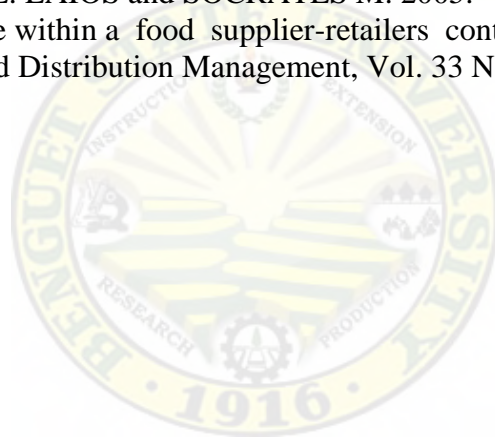 LAIOS and SOCRATES M. 2005.
e within a food supplier-retailers cont
d Distribution Management, Vol. 33 N
BENGUET STATE UNIVERSITY
INSTRUCTION
EXTENSION
RESEARCH
PRODUCTION
1916